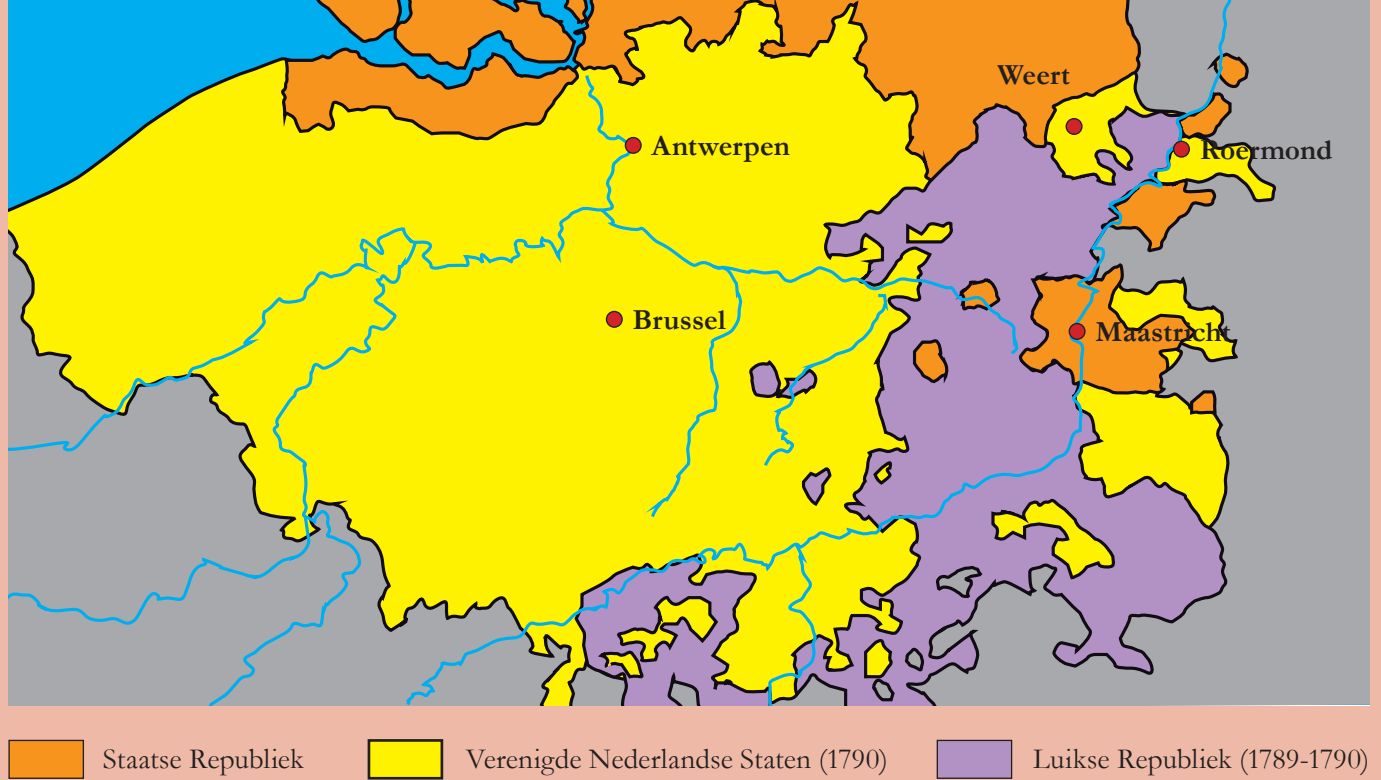 Weert
Antwerpen
Roermond
Brussel
Maastricht
Staatse Republiek
Verenigde Nederlandse Staten (1790)
Luikse Republiek (1789-1790)